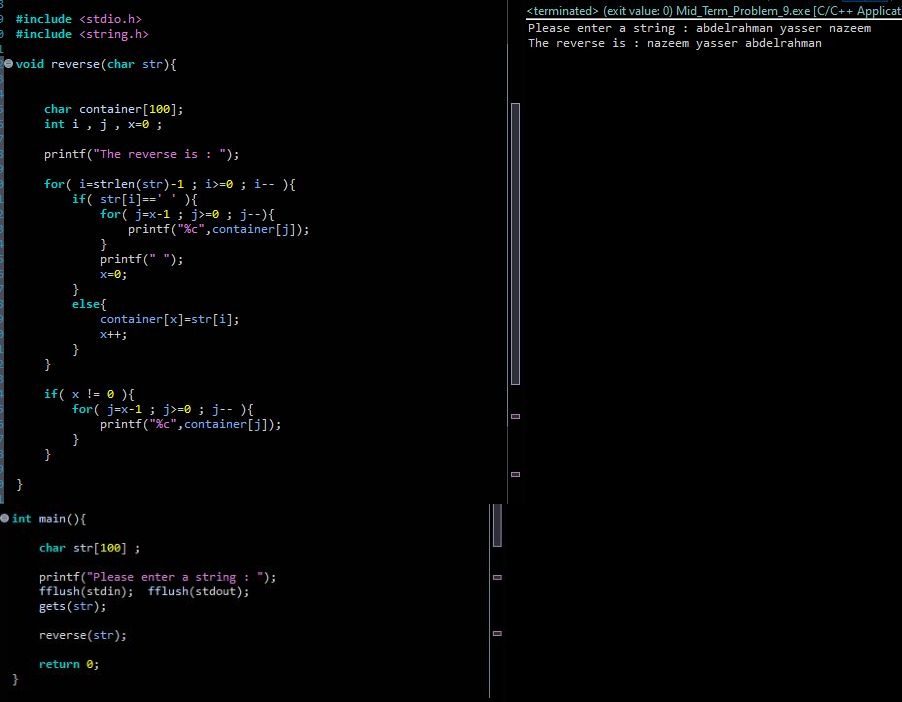 #include <stdio.h>
#include <string.h>
void reverse(char str){
char container[100];
int i , j , x=0 ;
printf("The reverse is : ");
for( i=strlen(str)-1 ; i>=0 ; i-- ){
if( str[i]==' ' ){
for( j=x-1 ; j>=0 ; j--){
printf("%c",container[j]);
}
printf(" ");
x=0;
}
else{
container[x]=str[i];
x++;
}
}
if( x != 0 ){
for( j=x-1 ; j>=0 ; j-- ){
printf("%c",container[j]);
}
}
}
int main(){
char str[100] ;
printf("Please enter a string : ");
fflush(stdin);  fflush(stdout);
gets(str);
reverse(str);
return 0;
}
<terminated> (exit value: 0) Mid_Term_Problem_9.exe [C/C++ Applicat
Please enter a string : abdelrahman yasser nazeem
The reverse is : nazeem yasser abdelrahman